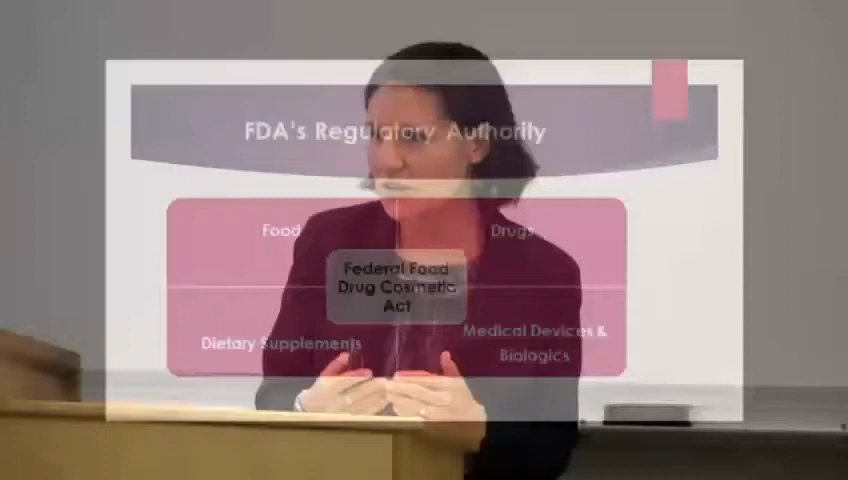 FDA's Regulatory Authority
Food
Drugs
Federal Food
Drug Cosmetic
Act
Dietary Supplements
Medical Devices &
Biologics